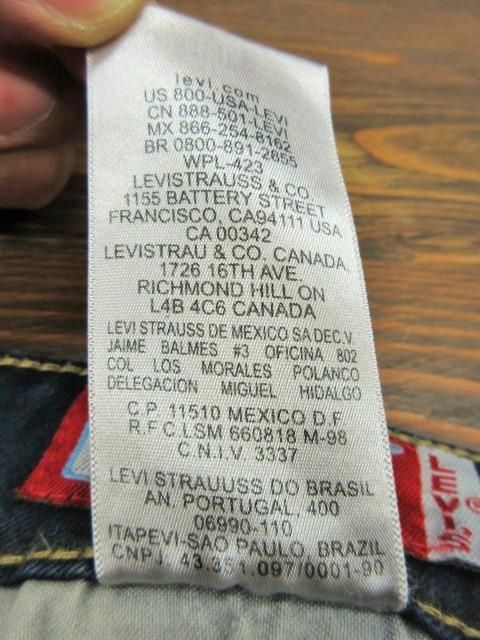 levi.com
US 800-USA-LEVI
CN 888-501-LEVI
MX 866-254-8162
BR 0800-891-2855
WPL-423
LEVISTRAUSS & CO.
1155 BATTERY STREET
FRANCISCO, CA94111 USA
CA 00342
LEVISTRAU & CO. CANADA.
1726 16TH AVE.
RICHMOND HILL ON
L4B 4C6 CANADA
LEVI STRAUSS DE MEXICO SA DEC.V.
JAIME BALMES #3 OFICINA 802
COL LOS MORALES POLANCO
DELEGACION MIGUEL HIDALGO
C.P. 11510 MEXICO D.F.
R.F.C.LSM 660818 M-98
C.N.I.V. 3337
LEVI STRAUUSS DO BRASIL
AN. PORTUGAL, 400
06990-110
ITAPEVI-SAO PAULO, BRAZIL
CNPJ. 43.351.097/0001-90
LEVI'S